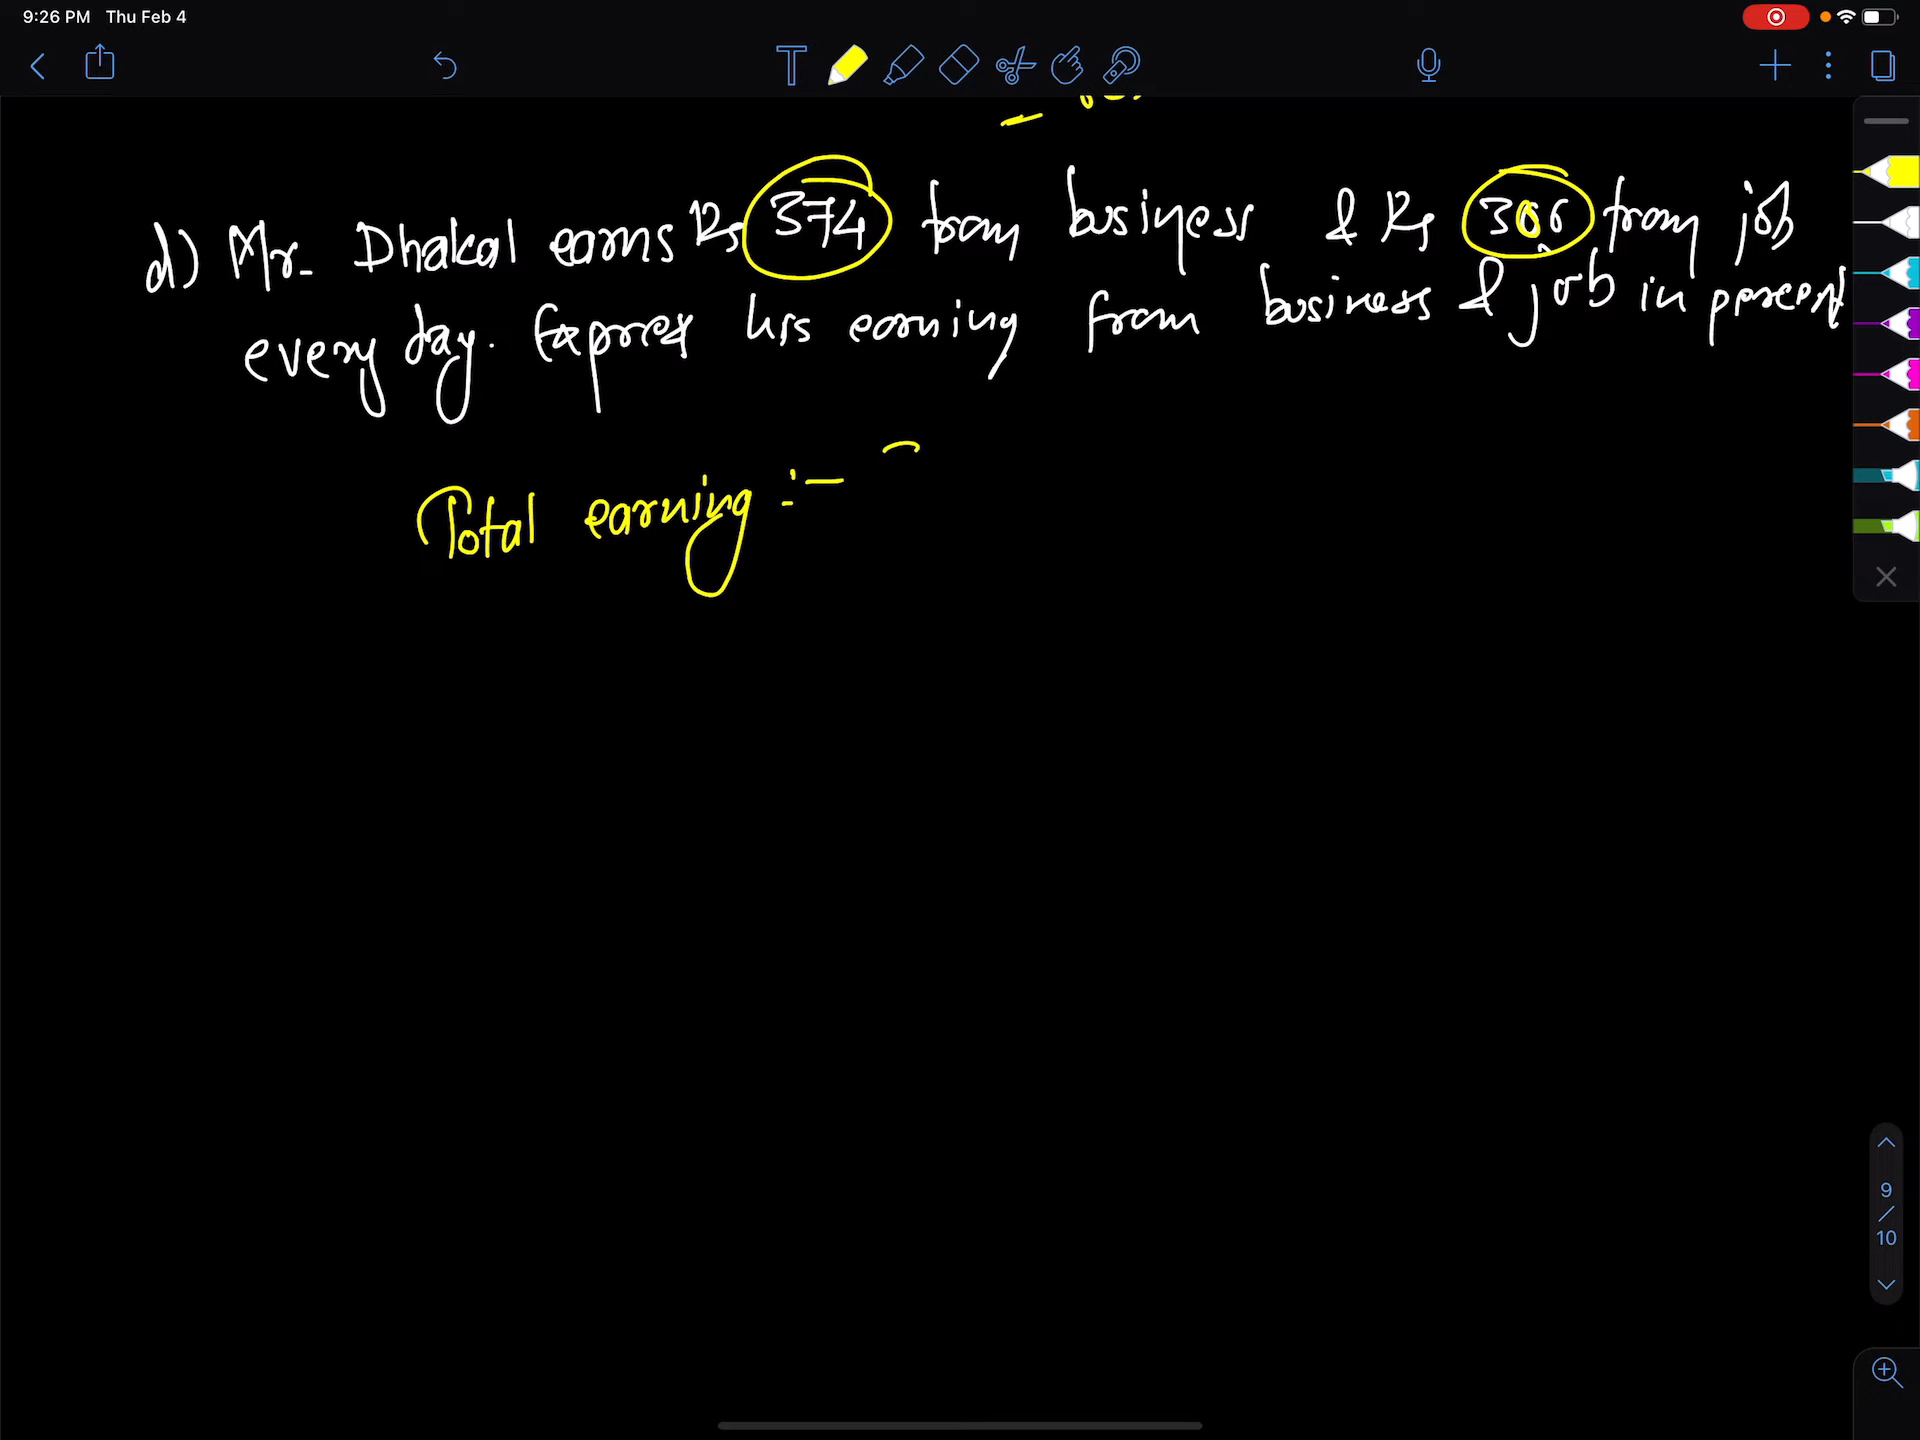 9:26 PM Thu Feb 4
d) Mr. Dhakal earns Rs 374 from business & Rs 306 from job
every day. Express his earning from business & job in percent
Total earning :-
9
/
10